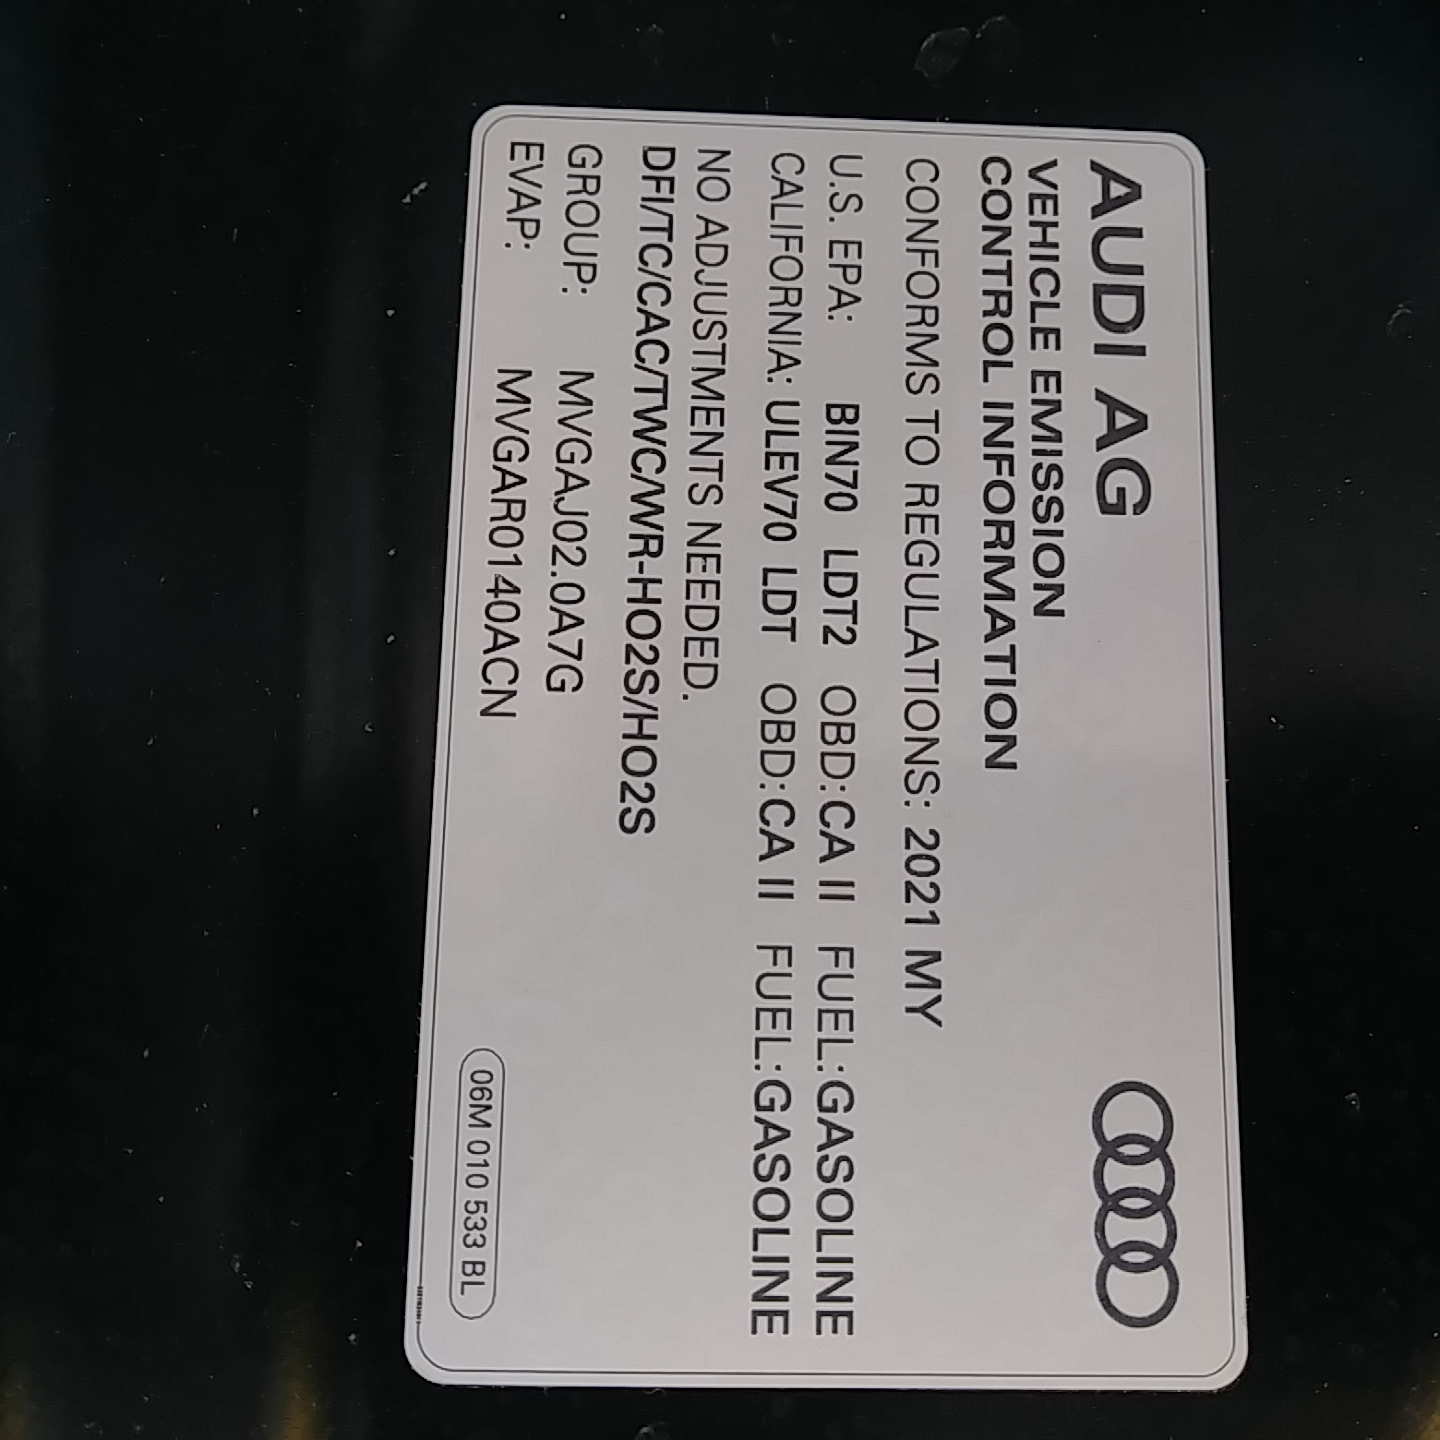 AUDI AG
VEHICLE EMISSION
CONTROL INFORMATION
CONFORMS TO REGULATIONS: 2021 MY
U.S. EPA: BIN70 LDT2 OBD:CA II FUEL:GASOLINE
CALIFORNIA: ULEV70 LDT OBD:CA II FUEL:GASOLINE
NO ADJUSTMENTS NEEDED.
DFI/TC/CAC/TWC/WR-HO2S/HO2S
GROUP: MVGAJ02.0A7G
EVAP: MVGAR0140ACN
06M 010 533 BL